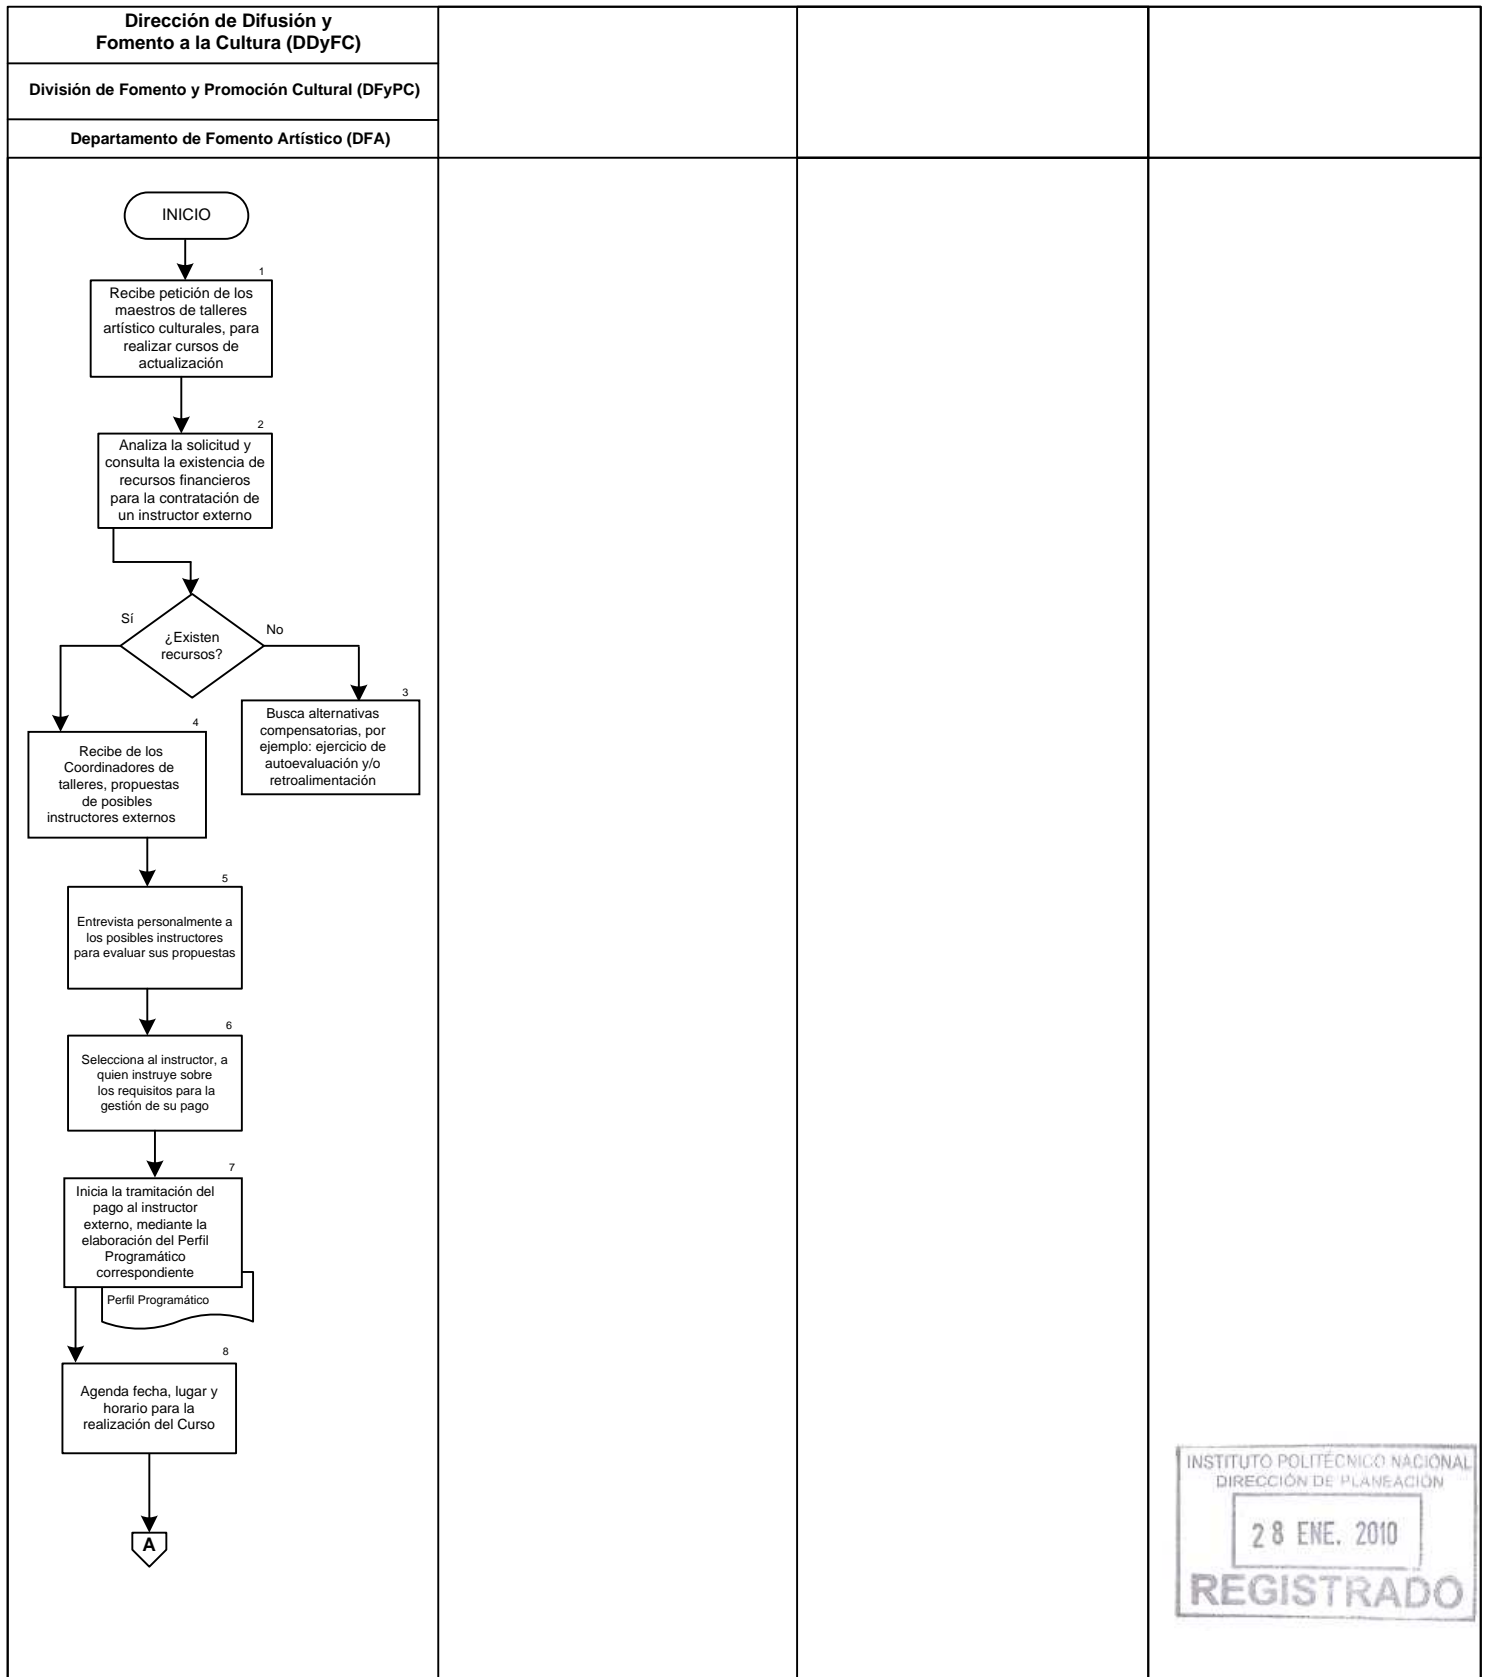 Dirección de Difusión y
Fomento a la Cultura (DDyFC)
División de Fomento y Promoción Cultural (DFyPC)
Departamento de Fomento Artístico (DFA)
INICIO
1
Recibe petición de los
maestros de talleres
artístico culturales, para
realizar cursos de
actualización
2
Analiza la solicitud y
consulta la existencia de
recursos financieros
para la contratación de
un instructor externo
¿Existen
recursos?
Sí
No
3
Busca alternativas
compensatorias, por
ejemplo: ejercicio de
autoevaluación y/o
retroalimentación
4
Recibe de los
Coordinadores de
talleres, propuestas
de posibles
instructores externos
5
Entrevista personalmente a
los posibles instructores
para evaluar sus propuestas
6
Selecciona al instructor, a
quien instruye sobre
los requisitos para la
gestión de su pago
7
Inicia la tramitación del
pago al instructor
externo, mediante la
elaboración del Perfil
Programático
correspondiente
Perfil Programático
8
Agenda fecha, lugar y
horario para la
realización del Curso
A
INSTITUTO POLITÉCNICO NACIONAL
DIRECCIÓN DE PLANEACIÓN
28 ENE. 2010
REGISTRADO